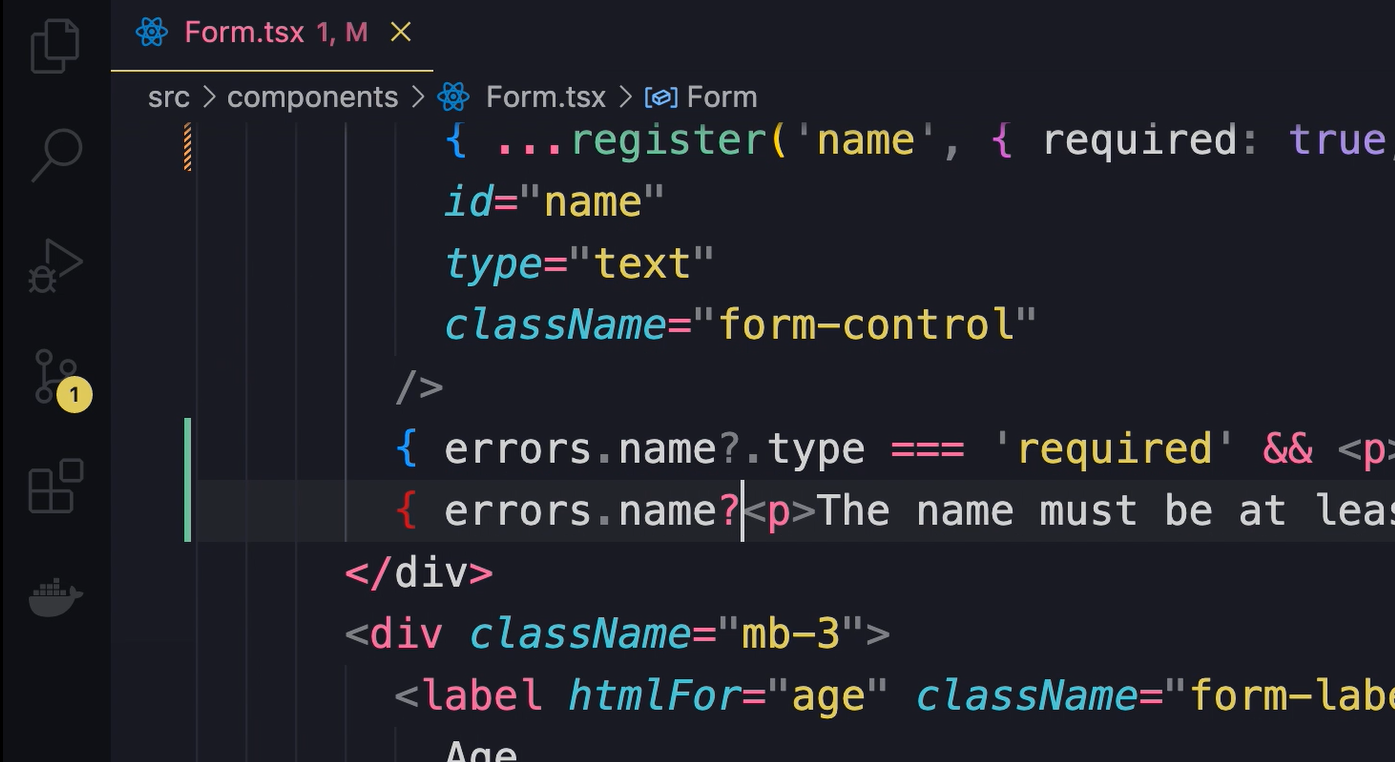 Form.tsx 1, M
src > components > Form.tsx > Form
{ ...register('name', { required: true,
id="name"
type="text"
className="form-control"
/>
{ errors.name?.type === 'required' && <p>
{ errors.name?<p>The name must be at leas
</div>
<div className="mb-3">
<label htmlFor="age" className="form-labe
Age
1